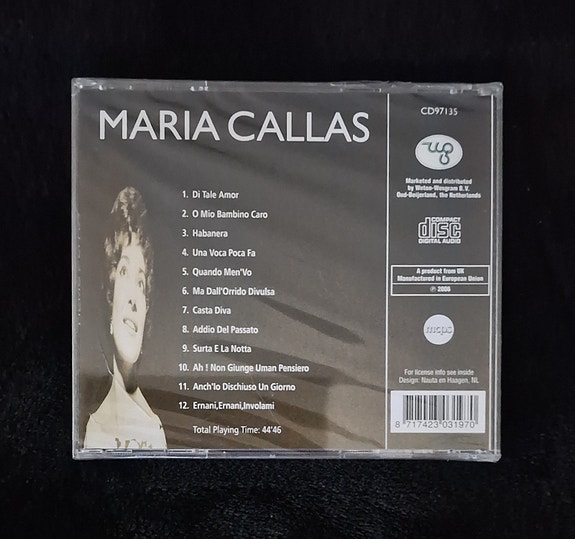 MARIA CALLAS
1. Di Tale Amor
2. O Mio Bambino Caro
3. Habanera
4. Una Voca Poca Fa
5. Quando Men'Vo
6. Ma Dall'Orrido Divulsa
7. Casta Diva
8. Addio Del Passato
9. Surta E La Notta
10. Ah ! Non Giunge Uman Pensiero
11. Anch'Io Dischiuso Un Giorno
12. Ernani,Ernani,Involami
Total Playing Time: 44'46
CD97135
Marketed and distributed
by Weton-Wesgram B.V.
Oud-Beijerland, the Netherlands
COMPACT
disc
DIGITAL AUDIO
A product from UK
Manufactured in European Union
℗ 2006
mcps
For license info see inside
Design: Nauta en Haagen, NL
8 717423 031970